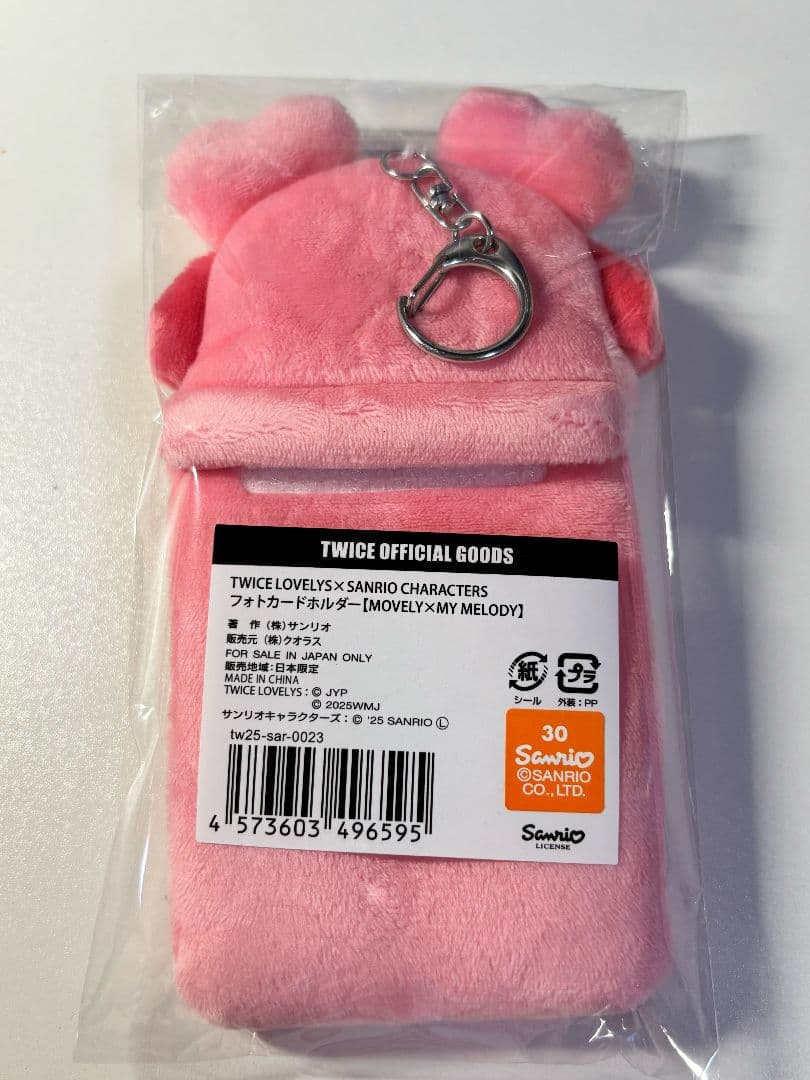 TWICE OFFICIAL GOODS
TWICE LOVELYS×SANRIO CHARACTERS
フォトカードホルダー【MOVELY×MY MELODY】
著 作 (株)サンリオ
販売元 (株)クオラス
FOR SALE IN JAPAN ONLY
販売地域:日本限定
MADE IN CHINA
TWICE LOVELYS:© JYP
© 2025WMJ
サンリオキャラクターズ:© '25 SANRIO Ⓛ
tw25-sar-0023
4 573603 496595
紙
シール
プラ
外装:PP
30
Sanrio
©SANRIO
CO.,LTD.
Sanrio
LICENSE